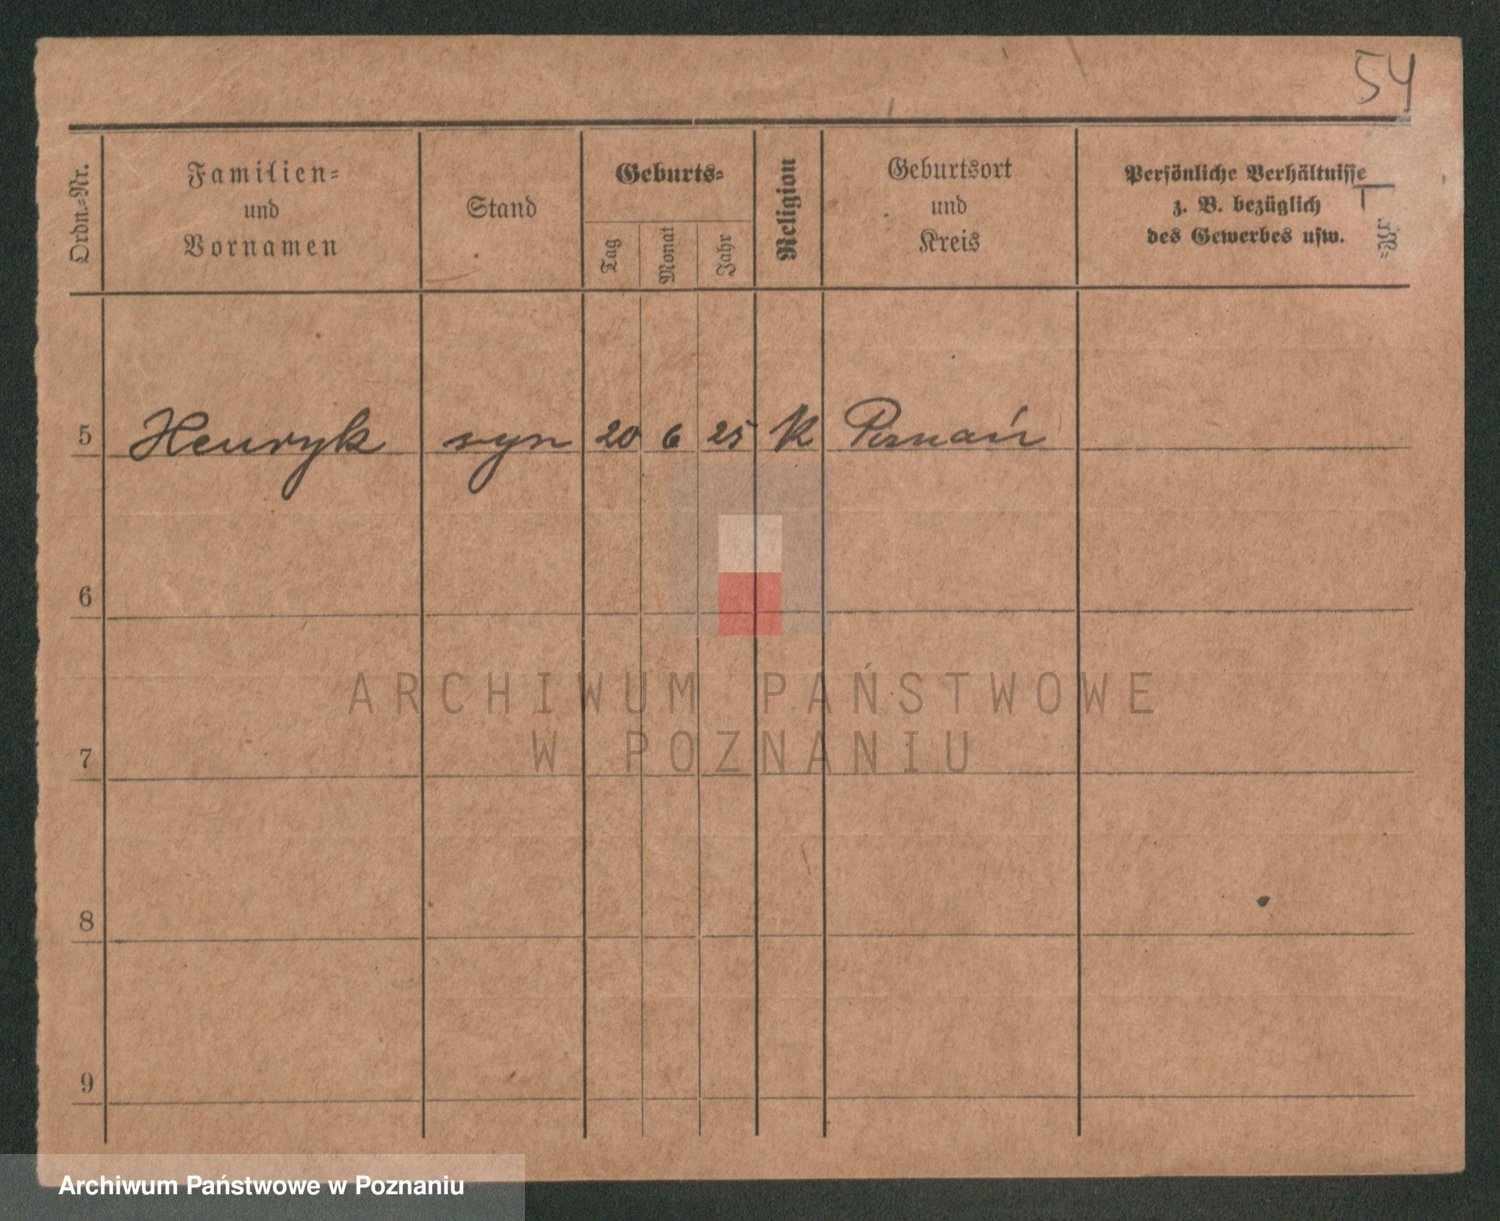 54
Ordn.-Nr.
Familien-
und
Vornamen
Stand
Geburts-
Tag
Monat
Jahr
Religion
Geburtsort
und
Kreis
Persönliche Verhältnisse
z. B. bezüglich
des Gewerbes usw.
5 Henryk syn 20 6 25 K Poznań
6
7
8
9
ARCHIWUM PAŃSTWOWE
W POZNANIU
Archiwum Państwowe w Poznaniu